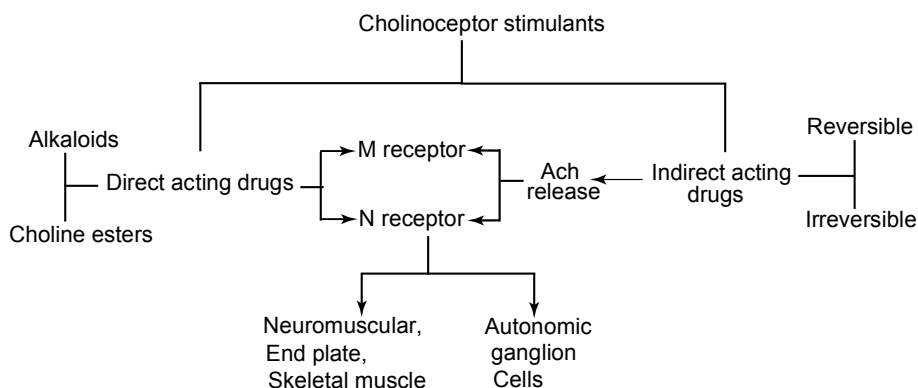 Cholinoceptor stimulants
Alkaloids
Direct acting drugs
Choline esters
M receptor
N receptor
Ach
release
Indirect acting
drugs
Reversible
Irreversible
Neuromuscular,
End plate,
Skeletal muscle
Autonomic
ganglion
Cells